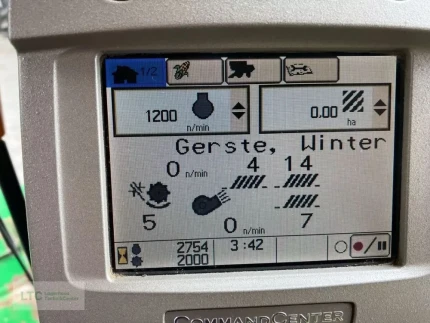 1/2
1200
n/min
0.00
ha
Gerste, Winter
0 n/min 4 14
5 0 n/min 7
2754 3:42
2000
LTC
COMMANDCENTER